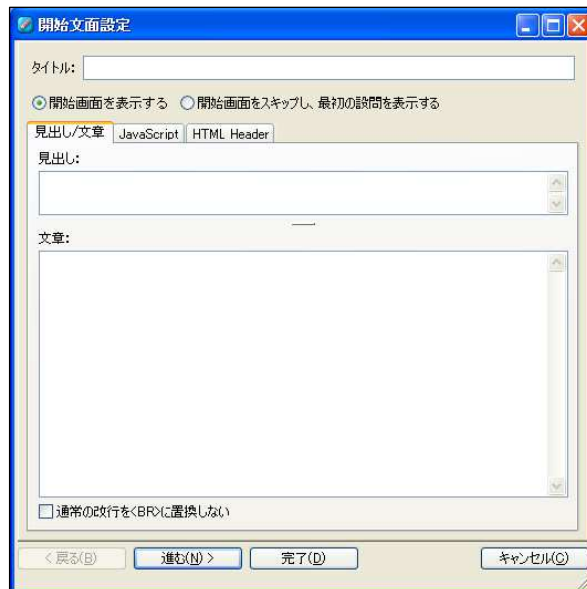 開始文面設定
タイトル:
開始画面を表示する 開始画面をスキップし、最初の設問を表示する
見出し/文章 JavaScript HTML Header
見出し:
文章:
通常の改行を<BR>に置換しない
< 戻る(B) 進む(N) > 完了(D) キャンセル(C)